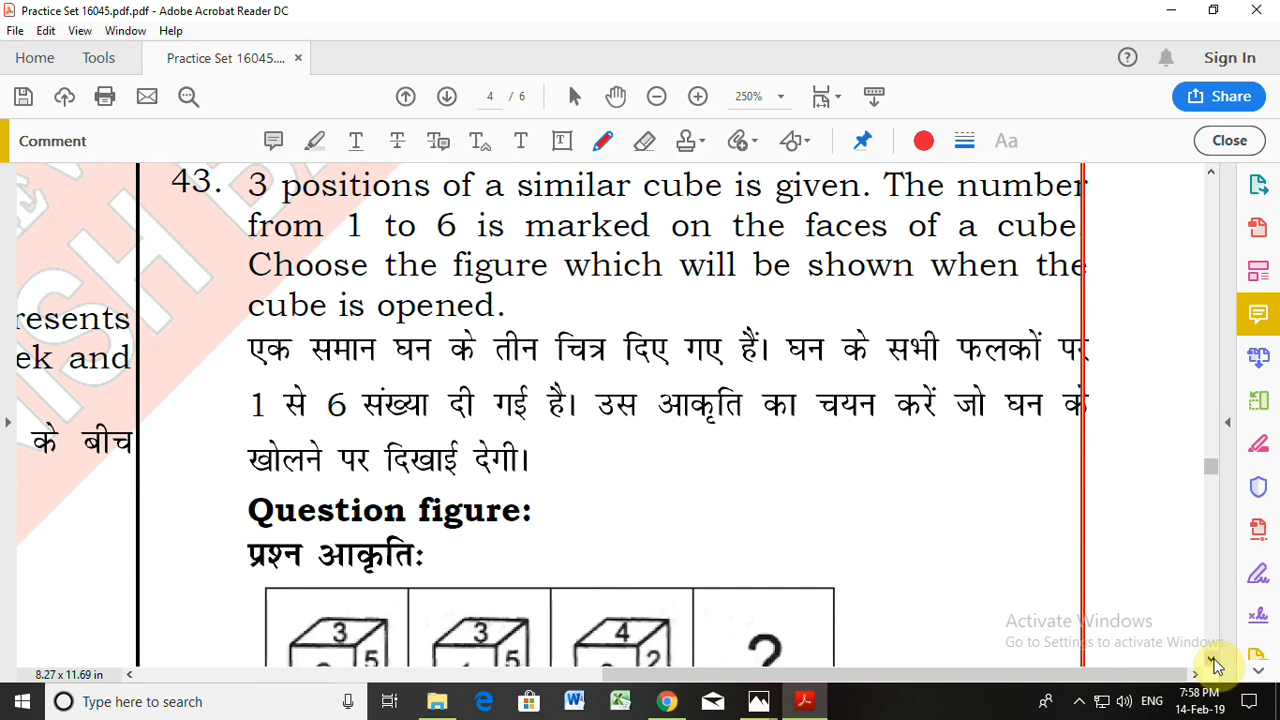 Practice Set 16045.pdf.pdf - Adobe Acrobat Reader DC
File Edit View Window Help
Home Tools Practice Set 16045.... × Sign In
4 / 6 250% Share
Comment Aa Close
43. 3 positions of a similar cube is given. The number
from 1 to 6 is marked on the faces of a cube.
Choose the figure which will be shown when the
cube is opened.
resents
ek and
के बीच
एक समान घन के तीन चित्र दिए गए हैं। घन के सभी फलकों पर
1 से 6 संख्या दी गई है। उस आकृति का चयन करें जो घन के
खोलने पर दिखाई देगी।
Question figure:
प्रश्न आकृतिः
3 5 3 5 4 2 ?
Activate Windows
Go to Settings to activate Windows.
8.27 x 11.69 in
Type here to search
ENG
7:58 PM
14-Feb-19